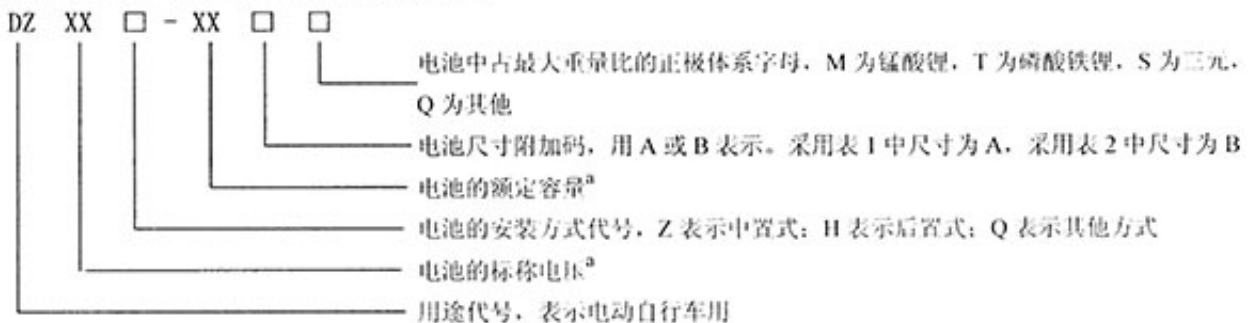 DZ XX □ - XX □ □
电池中占最大重量比的正极体系字母，M 为锰酸锂，T 为磷酸铁锂，S 为三元，
Q 为其他
电池尺寸附加码，用 A 或 B 表示。采用表 1 中尺寸为 A，采用表 2 中尺寸为 B
电池的额定容量a
电池的安装方式代号，Z 表示中置式；H 表示后置式；Q 表示其他方式
电池的标称电压a
用途代号，表示电动自行车用